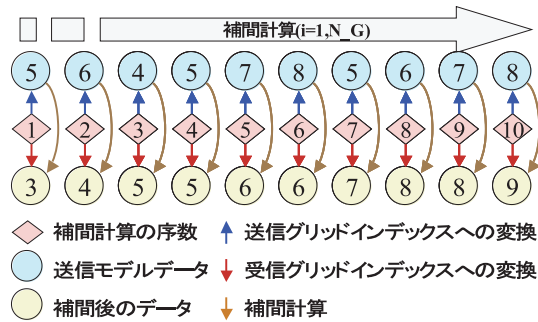 補間計算(i=1,N_G)
5 6 4 5 7 8 5 6 7 8
1 2 3 4 5 6 7 8 9 10
3 4 5 5 6 6 7 8 8 9
補間計算の序数 送信グリッドインデックスへの変換
送信モデルデータ 受信グリッドインデックスへの変換
補間後のデータ 補間計算